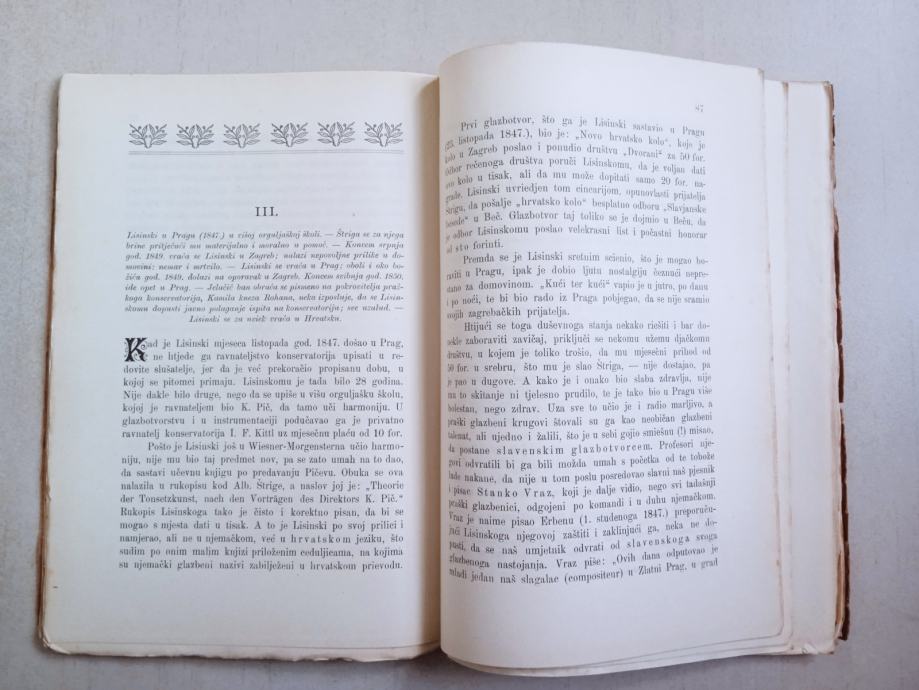 III.
Lisinski u Pragu (1847.) u višoj orguljaškoj školi. — Štriga se za njega
brine pritječući mu materijalno i moralno u pomoć. — Koncem srpnja
god. 1849. vraća se Lisinski u Zagreb; nalazi nepovoljne prilike u do-
movini; nemar i mrtvilo. — Lisinski se vraća u Prag; oboli i oko bo-
žića god. 1849. dolazi na oporavak u Zagreb. Koncem svibnja god. 1850.
ide opet u Prag. — Jelačić ban obraća se pismeno na pokrovitelja praž-
koga konservatorija, Kamila kneza Rohana, neka izposluje, da se Lisin-
skomu dopusti javno polaganje ispita na konservatoriju; sve uzalud. —
Lisinski se za uviek vraća u Hrvatsku.
Kad je Lisinski mjeseca listopada god. 1847. došao u Prag,
ne htjede ga ravnateljstvo konservatorija upisati u re-
dovite slušatelje, jer da je već prekoračio propisanu dobu, u
kojoj se pitomci primaju. Lisinskomu je tada bilo 28 godina.
Nije dakle bilo druge, nego da se upiše u višu orguljašku školu,
kojoj je ravnateljem bio K. Pič, da tamo uči harmoniju. U
glazbotvorstvu i u instrumentaciji podučavao ga je privatno
ravnatelj konservatorija I. F. Kittl uz mjesečnu plaću od 10 for.
Pošto je Lisinski još u Wiesner-Morgensterna učio harmo-
niju, nije mu bio taj predmet nov, pa se zato umah na to dao,
da sastavi učevnu knjigu po predavanju Pičevu. Obuka se ova
nalazila u rukopisu kod Alb. Štrige, a naslov joj je: „Theorie
der Tonsetzkunst, nach den Vorträgen des Direktors K. Pič.“
Rukopis Lisinskoga tako je čisto i korektno pisan, da bi se
mogao s mjesta dati u tisak. A to je Lisinski po svoj prilici i
namjerao, ali ne u njemačkom, već u hrvatskom jeziku, što
sudim po onim malim knjizi priloženim ceduljicama, na kojima
su njemački glazbeni nazivi zabilježeni u hrvatskom prievodu.
87
Prvi glazbotvor, što ga je Lisinski sastavio u Pragu
(25. listopada 1847.), bio je: „Novo hrvatsko kolo“, koje je
kolo u Zagreb poslao i ponudio društvu „Dvorani“ za 50 for.
Odbor rečenoga društva poruči Lisinskomu, da je voljan dati
ovo kolo u tisak, ali da mu može dopitati samo 20 for. na-
grade. Lisinski uvriedjen tom cincarijom, opunovlasti prijatelja
Štrigu, da pošalje „hrvatsko kolo“ besplatno odboru „Slavjanske
besede“ u Beč. Glazbotvor taj toliko se je dojmio u Beču, da
je odbor Lisinskomu poslao velekrasni list i počastni honorar
od sto forinti.
Premda se je Lisinski sretnim scienio, što je mogao bo-
raviti u Pragu, ipak je dobio ljutu nostalgiju čeznući nepre-
stano za domovinom. „Kući ter kući“ vapio je u jutro, po danu
i po noći, te bi bio rado iz Praga pobjegao, da se nije sramio
svojih zagrebačkih prijatelja.
Htijući se toga duševnoga stanja nekako riešiti i bar do-
nekle zaboraviti zavičaj, priključi se nekomu užemu djačkomu
društvu, u kojem je toliko trošio, da mu mjesečni prihod od
50 for. u srebru, što mu je slao Štriga, — nije dostajao, pa
je pao u dugove. A kako je i onako bio slaba zdravlja, nije
na to skitanje ni tjelesno prudilo, te je tako bio u Pragu više
bolestan, nego zdrav. Uza sve to učio je i radio marljivo, a
praški glazbeni krugovi štovali su ga kao neobičan glazbeni
talenat, ali ujedno i žalili, što je u sebi gojio smiešnu (!) misao,
da postane slavenskim glazbotvorcem. Profesori nje-
govi odvratili bi ga bili možda umah s početka od te tobože
lude nakane, da nije u tom poslu posredovao slavni naš pjesnik
i pisac Stanko Vraz, koji je dalje vidio, nego svi tadašnji
praški glazbenici, odgojeni po komandi i u duhu njemačkom.
Vraz je naime pisao Erbenu (1. studenoga 1847.) preporuču-
jući Lisinskoga njegovoj zaštiti i zaklinjući ga, neka ne do-
pusti, da se naš umjetnik odvrati od slavenskoga svoga
glazbenoga nastojanja. Vraz piše: „Ovih dana odputovao je
mladi jedan naš slagalac (compositeur) u Zlatni Prag, u grad